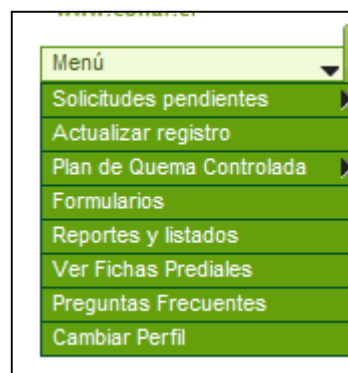 Menú
Solicitudes pendientes
Actualizar registro
Plan de Quema Controlada
Formularios
Reportes y listados
Ver Fichas Prediales
Preguntas Frecuentes
Cambiar Perfil